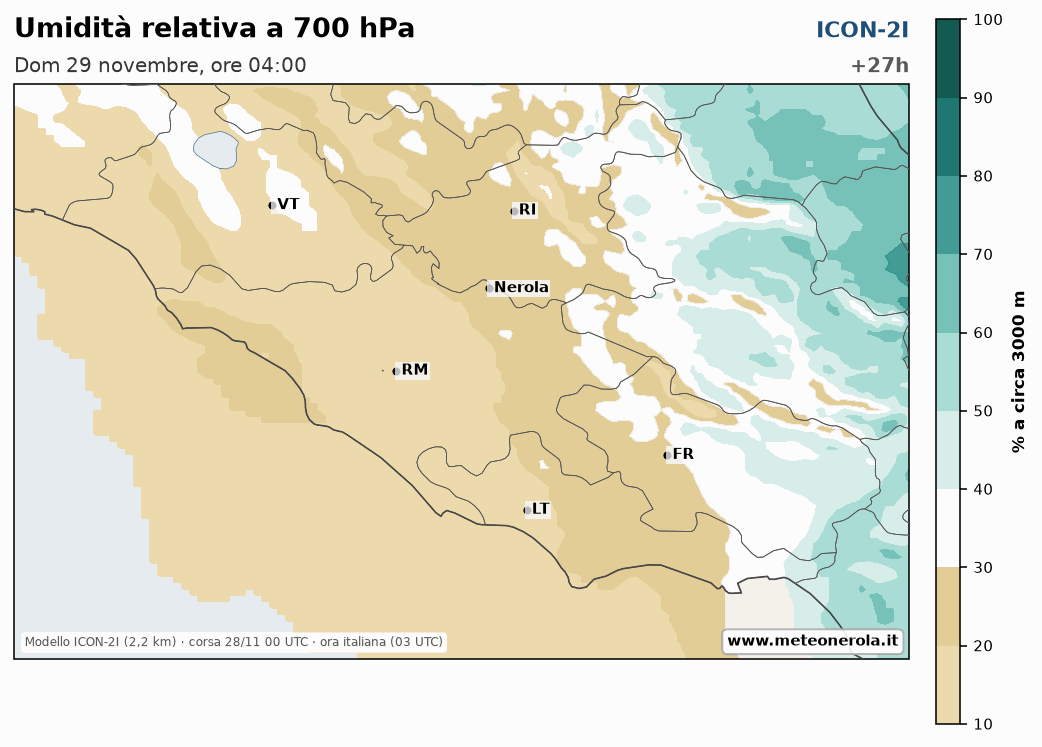 Umidità relativa a 700 hPa
ICON-2I
Dom 29 novembre, ore 04:00
+27h
100
90
80
70
60
50
40
30
20
10
% a circa 3000 m
VT
RI
Nerola
RM
FR
LT
Modello ICON-2I (2,2 km) · corsa 28/11 00 UTC · ora italiana (03 UTC)
www.meteonerola.it